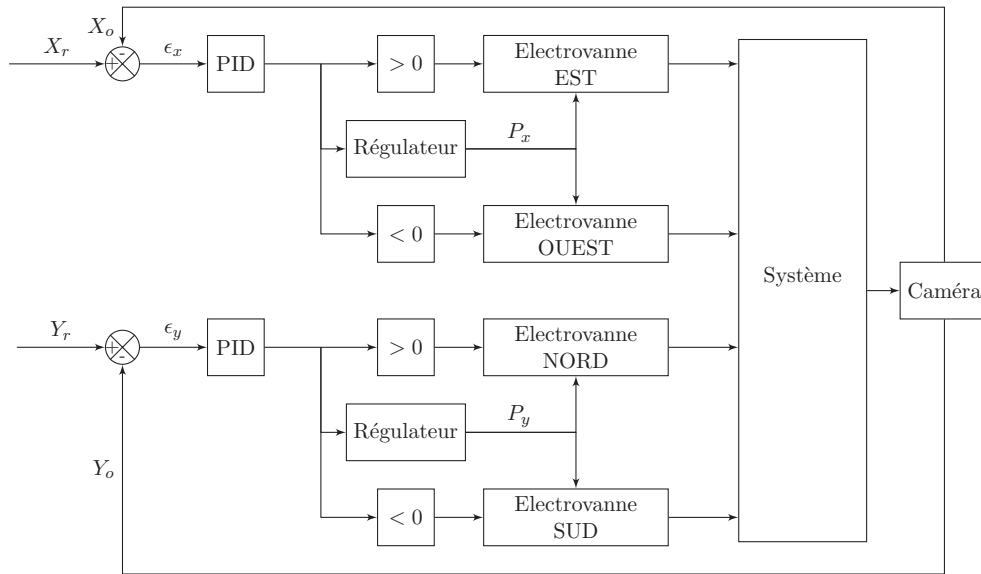 X_o
X_r
-
+
ϵ_x
PID
> 0
Electrovanne
EST
Régulateur
P_x
< 0
Electrovanne
OUEST
Système
Caméra
Y_r
+
-
ϵ_y
PID
> 0
Electrovanne
NORD
Régulateur
P_y
Y_o
< 0
Electrovanne
SUD